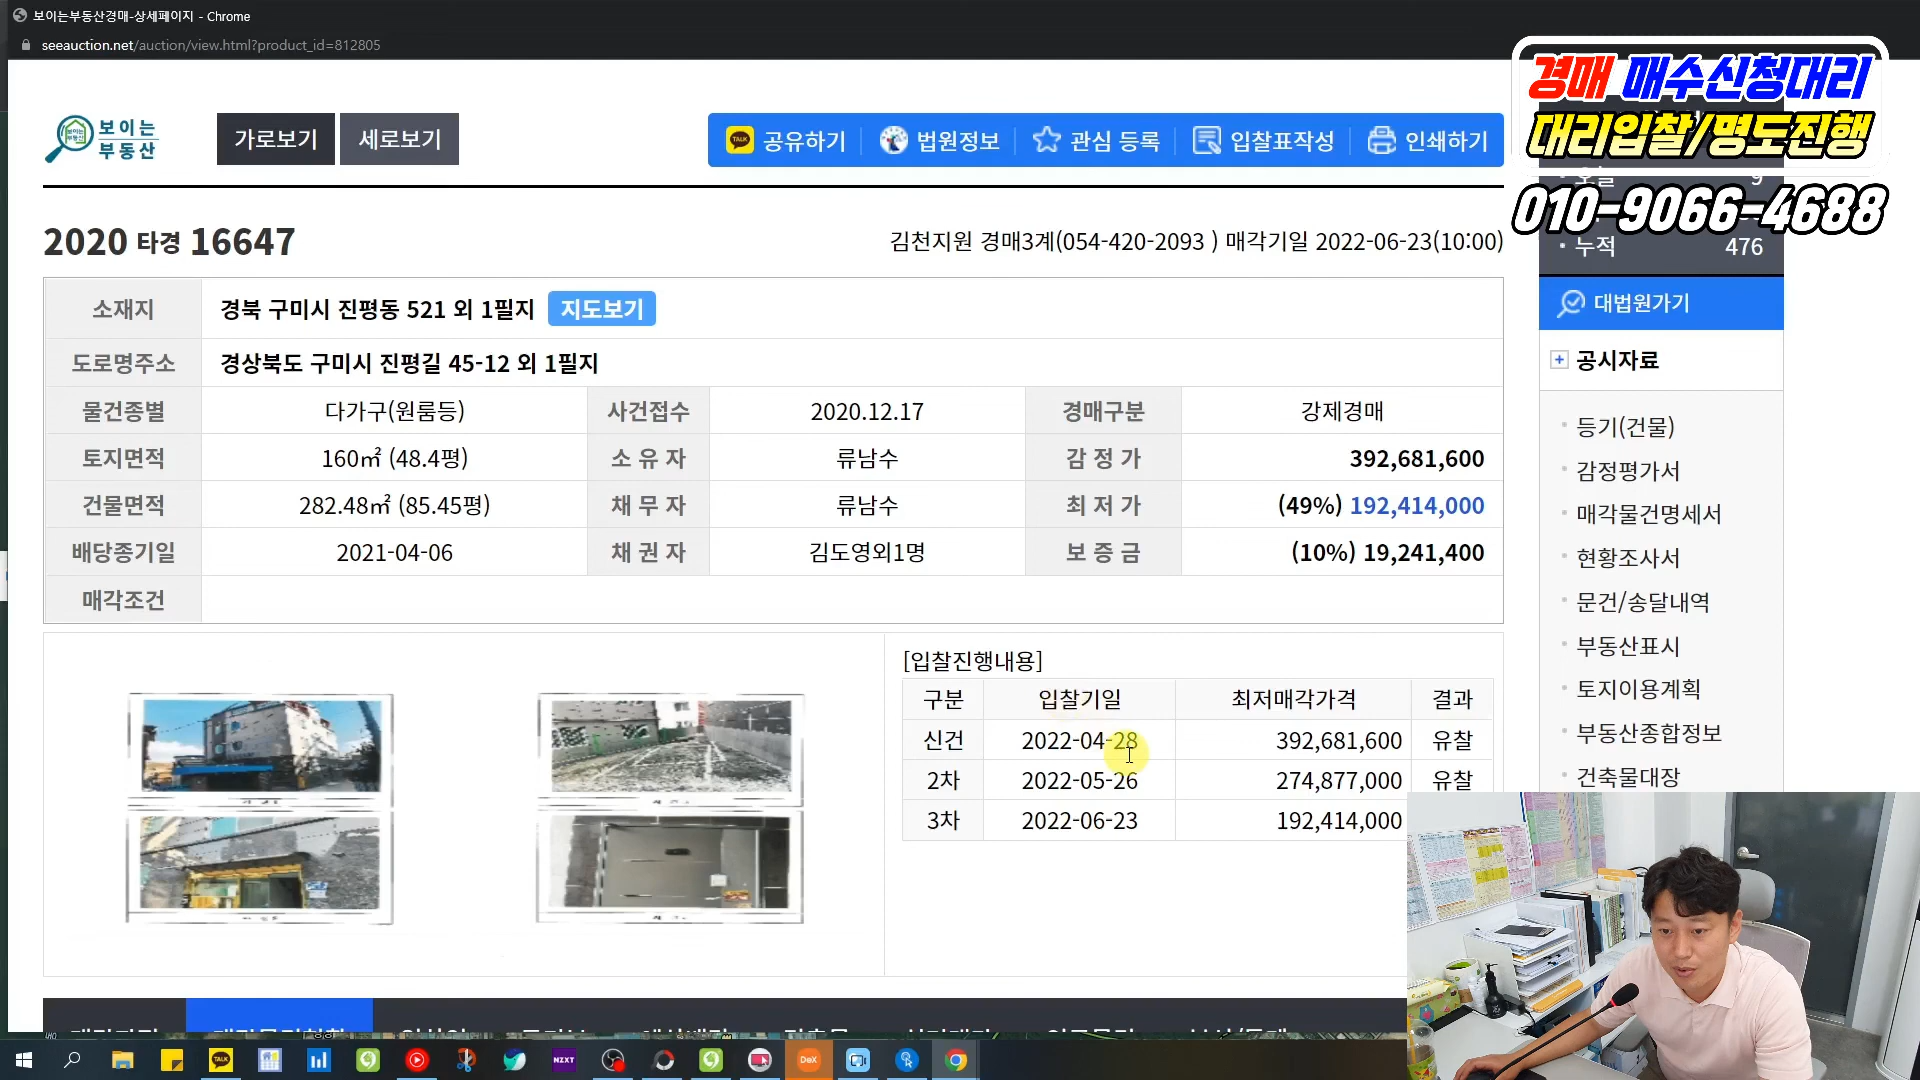 보이는부동산경매-상세페이지 - Chrome
seeauction.net/auction/view.html?product_id=812805
경매 매수신청대리
대리입찰/명도진행
010-9066-4688
보이는
부동산
가로보기
세로보기
TALK 공유하기
법원정보
관심 등록
입찰표작성
인쇄하기
오늘 9
누적 476
2020 타경 16647
김천지원 경매3계(054-420-2093 ) 매각기일 2022-06-23(10:00)
소재지 경북 구미시 진평동 521 외 1필지 지도보기
도로명주소 경상북도 구미시 진평길 45-12 외 1필지
물건종별 다가구(원룸등) 사건접수 2020.12.17 경매구분 강제경매
토지면적 160㎡ (48.4평) 소 유 자 류남수 감 정 가 392,681,600
건물면적 282.48㎡ (85.45평) 채 무 자 류남수 최 저 가 (49%) 192,414,000
배당종기일 2021-04-06 채 권 자 김도영외1명 보 증 금 (10%) 19,241,400
매각조건
[입찰진행내용]
구분 입찰기일 최저매각가격 결과
신건 2022-04-28 392,681,600 유찰
2차 2022-05-26 274,877,000 유찰
3차 2022-06-23 192,414,000
대법원가기
공시자료
등기(건물)
감정평가서
매각물건명세서
현황조사서
문건/송달내역
부동산표시
토지이용계획
부동산종합정보
건축물대장
TALK
NZXT
DeX